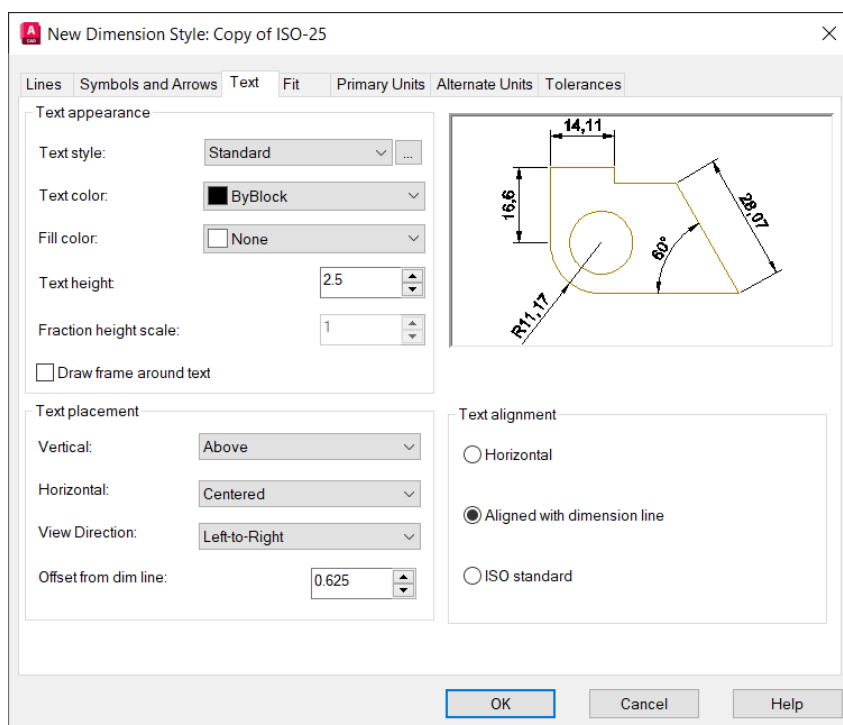 A
CAD
New Dimension Style: Copy of ISO-25
Lines Symbols and Arrows Text Fit Primary Units Alternate Units Tolerances
Text appearance
Text style: Standard ...
Text color: ByBlock
Fill color: None
Text height: 2.5
Fraction height scale: 1
Draw frame around text
14,11
16,6
28,07
60°
R11,17
Text placement
Vertical: Above
Horizontal: Centered
View Direction: Left-to-Right
Offset from dim line: 0.625
Text alignment
Horizontal
Aligned with dimension line
ISO standard
OK Cancel Help